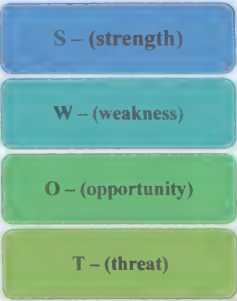 S – (strength)
W – (weakness)
O – (opportunity)
T – (threat)